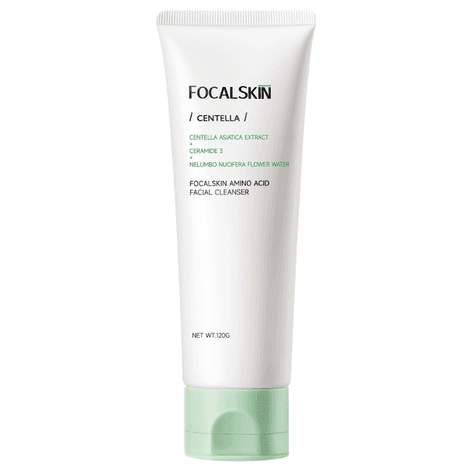 FOCALSKIN
/ CENTELLA /
CENTELLA ASIATICA EXTRACT
+
CERAMIDE 3
+
NELUMBO NUCIFERA FLOWER WATER
FOCALSKIN AMINO ACID
FACIAL CLEANSER
NET WT.120G